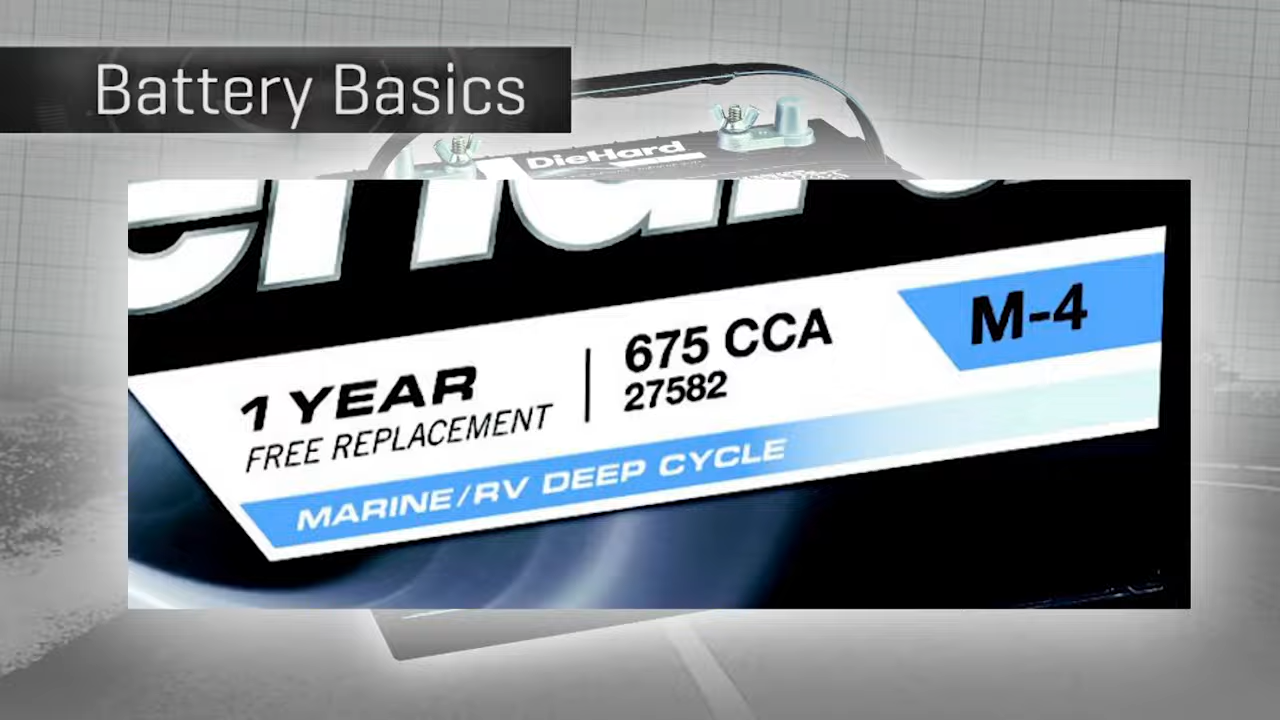 Battery Basics
DieHard
1 YEAR
FREE REPLACEMENT
675 CCA
27582
M-4
MARINE/RV DEEP CYCLE